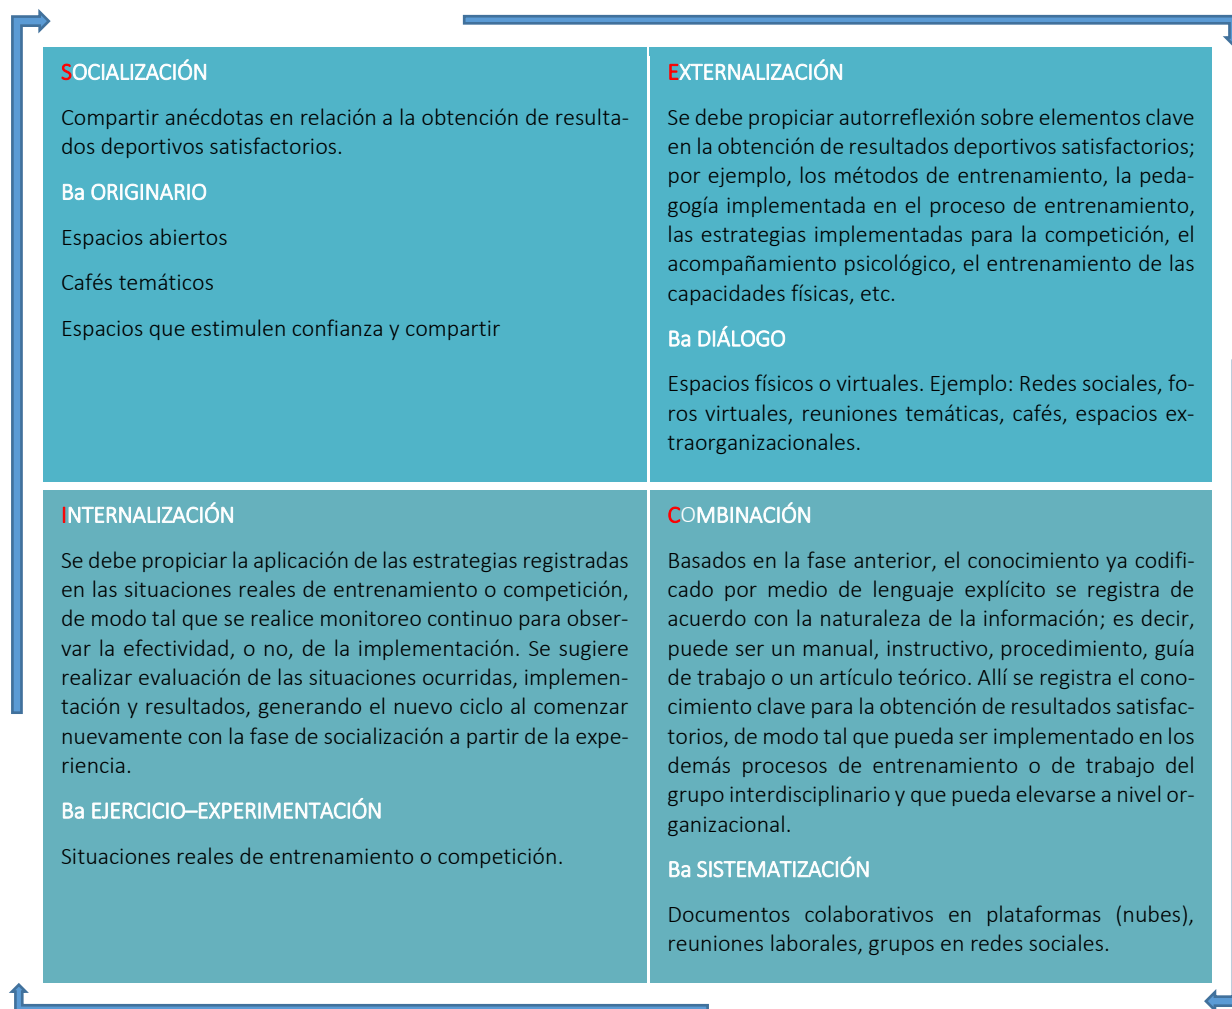 SOCIALIZACIÓN
Compartir anécdotas en relación a la obtención de resulta-
dos deportivos satisfactorios.
Ba ORIGINARIO
Espacios abiertos
Cafés temáticos
Espacios que estimulen confianza y compartir
EXTERNALIZACIÓN
Se debe propiciar autorreflexión sobre elementos clave
en la obtención de resultados deportivos satisfactorios;
por ejemplo, los métodos de entrenamiento, la peda-
gogía implementada en el proceso de entrenamiento,
las estrategias implementadas para la competición, el
acompañamiento psicológico, el entrenamiento de las
capacidades físicas, etc.
Ba DIÁLOGO
Espacios físicos o virtuales. Ejemplo: Redes sociales, fo-
ros virtuales, reuniones temáticas, cafés, espacios ex-
traorganizacionales.
INTERNALIZACIÓN
Se debe propiciar la aplicación de las estrategias registradas
en las situaciones reales de entrenamiento o competición,
de modo tal que se realice monitoreo continuo para obser-
var la efectividad, o no, de la implementación. Se sugiere
realizar evaluación de las situaciones ocurridas, implemen-
tación y resultados, generando el nuevo ciclo al comenzar
nuevamente con la fase de socialización a partir de la expe-
riencia.
Ba EJERCICIO–EXPERIMENTACIÓN
Situaciones reales de entrenamiento o competición.
COMBINACIÓN
Basados en la fase anterior, el conocimiento ya codifi-
cado por medio de lenguaje explícito se registra de
acuerdo con la naturaleza de la información; es decir,
puede ser un manual, instructivo, procedimiento, guía
de trabajo o un artículo teórico. Allí se registra el cono-
cimiento clave para la obtención de resultados satisfac-
torios, de modo tal que pueda ser implementado en los
demás procesos de entrenamiento o de trabajo del
grupo interdisciplinario y que pueda elevarse a nivel or-
ganizacional.
Ba SISTEMATIZACIÓN
Documentos colaborativos en plataformas (nubes),
reuniones laborales, grupos en redes sociales.